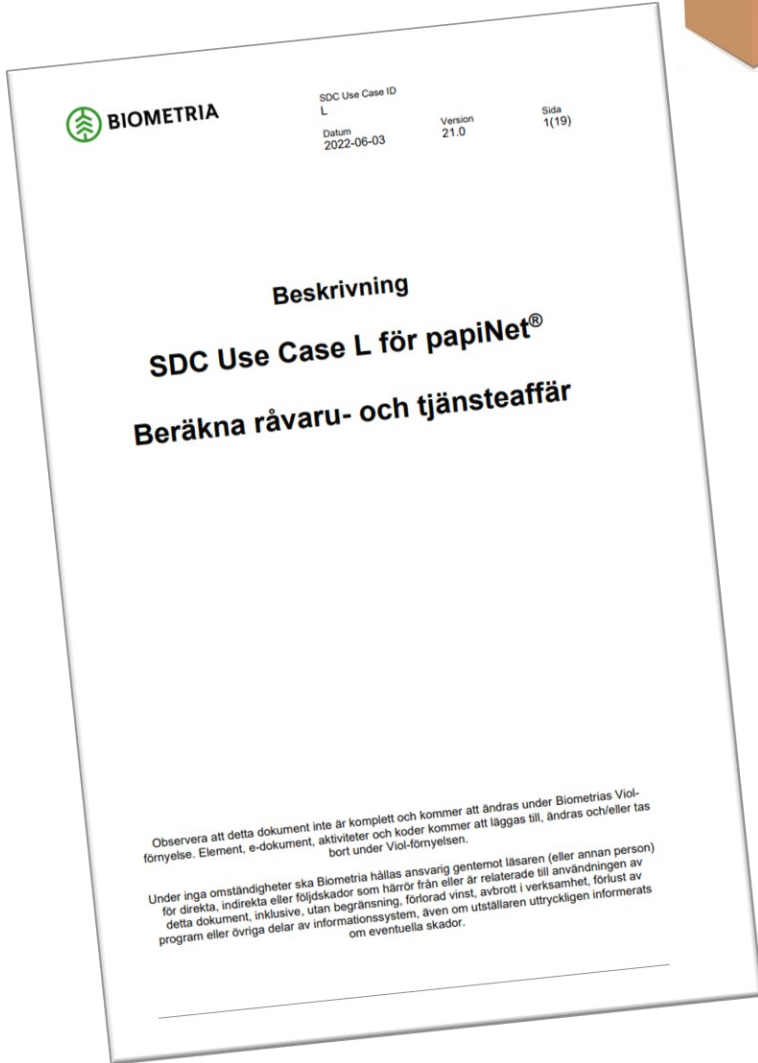 BIOMETRIA
SDC Use Case ID
L
Datum
2022-06-03
Version
21.0
Sida
1(19)
Beskrivning
SDC Use Case L för papiNet®
Beräkna råvaru- och tjänsteaffär
Observera att detta dokument inte är komplett och kommer att ändras under Biometrias Viol-
förnyelse. Element, e-dokument, aktiviteter och koder kommer att läggas till, ändras och/eller tas
bort under Viol-förnyelsen.
Under inga omständigheter ska Biometria hållas ansvarig gentemot läsaren (eller annan person)
för direkta, indirekta eller följdskador som härrör från eller är relaterade till användningen av
detta dokument, inklusive, utan begränsning, förlorad vinst, avbrott i verksamhet, förlust av
program eller övriga delar av informationssystem, även om utställaren uttryckligen informerats
om eventuella skador.